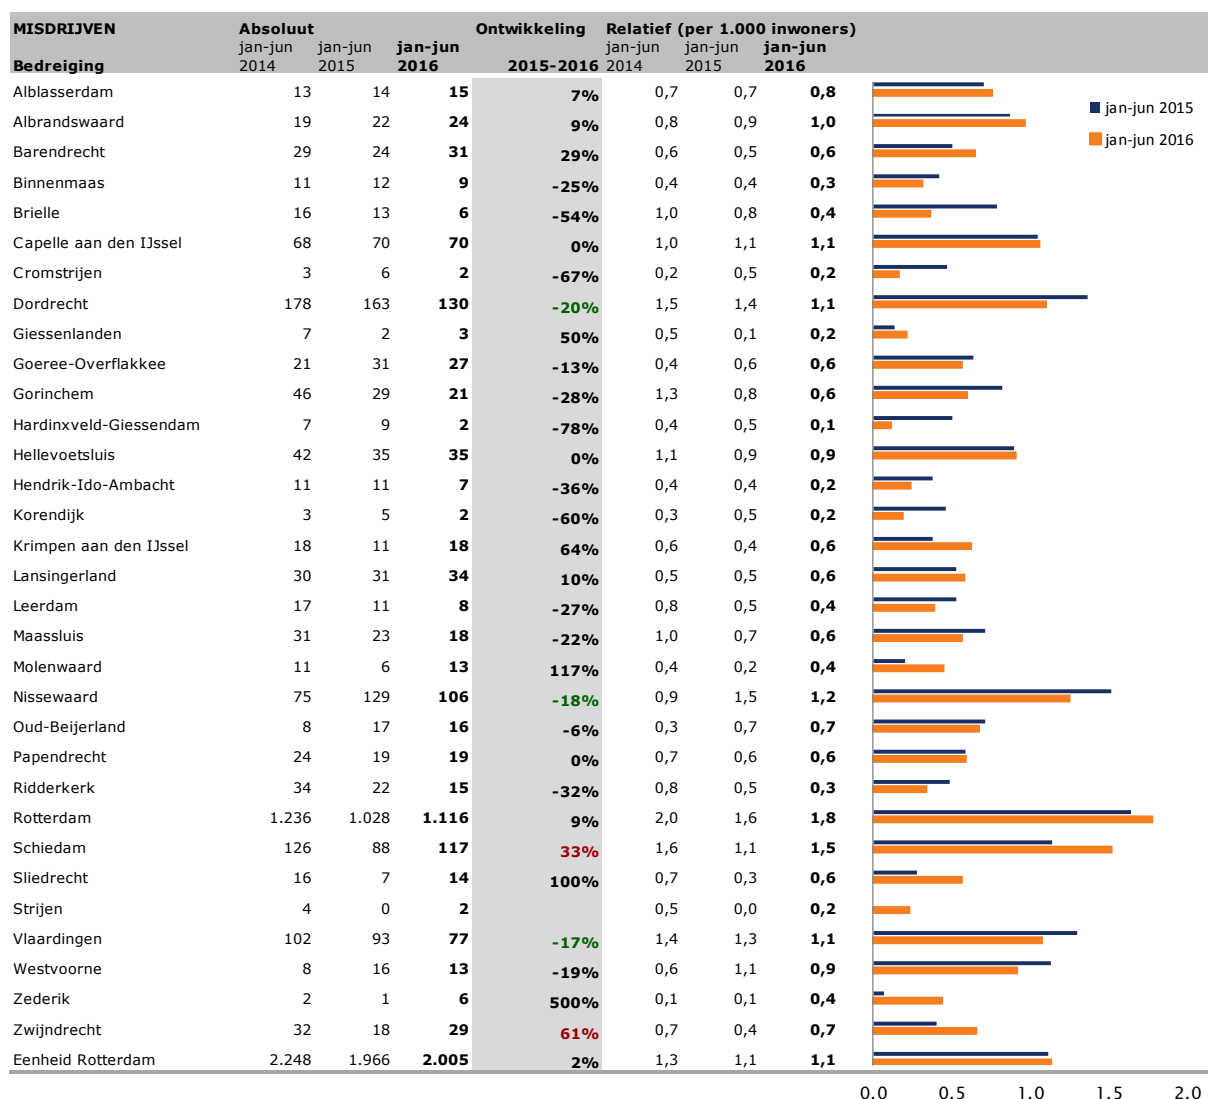 MISDRIJVEN Absoluut Ontwikkeling Relatief (per 1.000 inwoners)
jan-jun jan-jun jan-jun jan-jun jan-jun jan-jun
Bedreiging 2014 2015 2016 2015-2016 2014 2015 2016
Alblasserdam 13 14 15 7% 0,7 0,7 0,8
jan-jun 2015
Albrandswaard 19 22 24 9% 0,8 0,9 1,0
jan-jun 2016
Barendrecht 29 24 31 29% 0,6 0,5 0,6
Binnenmaas 11 12 9 -25% 0,4 0,4 0,3
Brielle 16 13 6 -54% 1,0 0,8 0,4
Capelle aan den IJssel 68 70 70 0% 1,0 1,1 1,1
Cromstrijen 3 6 2 -67% 0,2 0,5 0,2
Dordrecht 178 163 130 -20% 1,5 1,4 1,1
Giessenlanden 7 2 3 50% 0,5 0,1 0,2
Goeree-Overflakkee 21 31 27 -13% 0,4 0,6 0,6
Gorinchem 46 29 21 -28% 1,3 0,8 0,6
Hardinxveld-Giessendam 7 9 2 -78% 0,4 0,5 0,1
Hellevoetsluis 42 35 35 0% 1,1 0,9 0,9
Hendrik-Ido-Ambacht 11 11 7 -36% 0,4 0,4 0,2
Korendijk 3 5 2 -60% 0,3 0,5 0,2
Krimpen aan den IJssel 18 11 18 64% 0,6 0,4 0,6
Lansingerland 30 31 34 10% 0,5 0,5 0,6
Leerdam 17 11 8 -27% 0,8 0,5 0,4
Maassluis 31 23 18 -22% 1,0 0,7 0,6
Molenwaard 11 6 13 117% 0,4 0,2 0,4
Nissewaard 75 129 106 -18% 0,9 1,5 1,2
Oud-Beijerland 8 17 16 -6% 0,3 0,7 0,7
Papendrecht 24 19 19 0% 0,7 0,6 0,6
Ridderkerk 34 22 15 -32% 0,8 0,5 0,3
Rotterdam 1.236 1.028 1.116 9% 2,0 1,6 1,8
Schiedam 126 88 117 33% 1,6 1,1 1,5
Sliedrecht 16 7 14 100% 0,7 0,3 0,6
Strijen 4 0 2 0,5 0,0 0,2
Vlaardingen 102 93 77 -17% 1,4 1,3 1,1
Westvoorne 8 16 13 -19% 0,6 1,1 0,9
Zederik 2 1 6 500% 0,1 0,1 0,4
Zwijndrecht 32 18 29 61% 0,7 0,4 0,7
Eenheid Rotterdam 2.248 1.966 2.005 2% 1,3 1,1 1,1
0.0 0.5 1.0 1.5 2.0